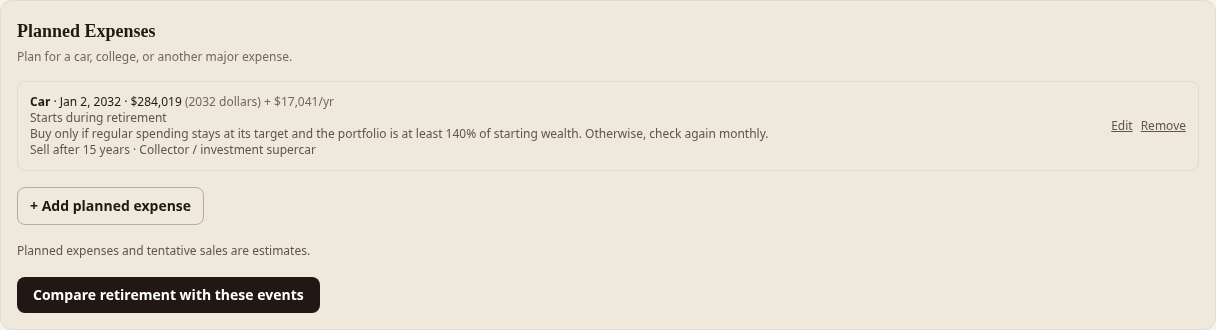 Planned Expenses
Plan for a car, college, or another major expense.
Car · Jan 2, 2032 · $284,019 (2032 dollars) + $17,041/yr
Starts during retirement
Buy only if regular spending stays at its target and the portfolio is at least 140% of starting wealth. Otherwise, check again monthly.
Sell after 15 years · Collector / investment supercar
Edit Remove
+ Add planned expense
Planned expenses and tentative sales are estimates.
Compare retirement with these events